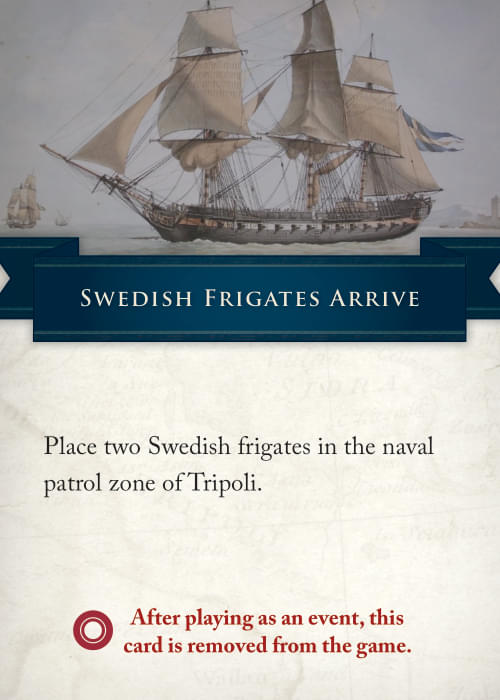 Swedish Frigates Arrive
Place two Swedish frigates in the naval
patrol zone of Tripoli.
After playing as an event, this
card is removed from the game.